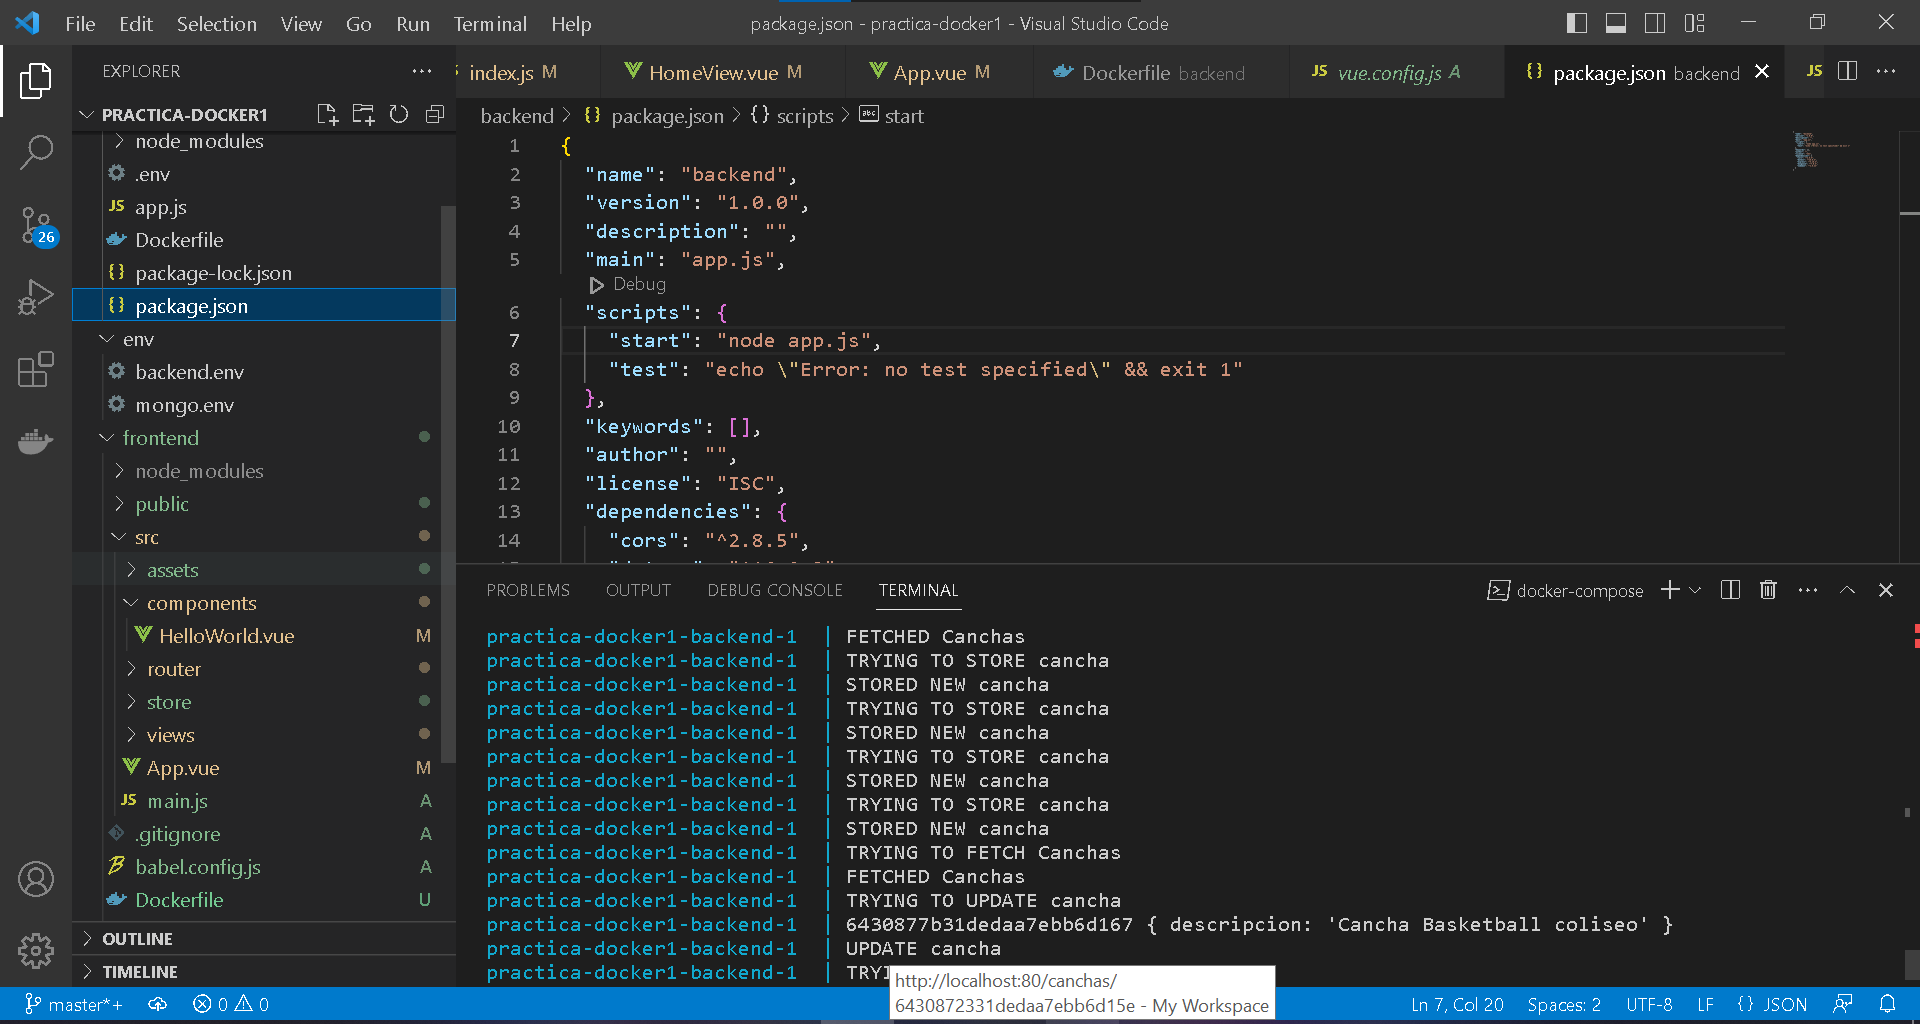 File Edit Selection View Go Run Terminal Help
package.json - practica-docker1 - Visual Studio Code
EXPLORER
PRACTICA-DOCKER1
node_modules
.env
app.js
Dockerfile
package-lock.json
package.json
env
backend.env
mongo.env
frontend
node_modules
public
src
assets
components
HelloWorld.vue M
router
store
views
App.vue M
main.js A
.gitignore A
babel.config.js A
Dockerfile U
OUTLINE
TIMELINE
26
index.js M
HomeView.vue M
App.vue M
Dockerfile backend
vue.config.js A
package.json backend
backend > package.json > scripts > start
1 {
2 "name": "backend",
3 "version": "1.0.0",
4 "description": "",
5 "main": "app.js",
Debug
6 "scripts": {
7 "start": "node app.js",
8 "test": "echo \"Error: no test specified\" && exit 1"
9 },
10 "keywords": [],
11 "author": "",
12 "license": "ISC",
13 "dependencies": {
14 "cors": "^2.8.5",
PROBLEMS OUTPUT DEBUG CONSOLE TERMINAL
docker-compose
practica-docker1-backend-1 | FETCHED Canchas
practica-docker1-backend-1 | TRYING TO STORE cancha
practica-docker1-backend-1 | STORED NEW cancha
practica-docker1-backend-1 | TRYING TO STORE cancha
practica-docker1-backend-1 | STORED NEW cancha
practica-docker1-backend-1 | TRYING TO STORE cancha
practica-docker1-backend-1 | STORED NEW cancha
practica-docker1-backend-1 | TRYING TO STORE cancha
practica-docker1-backend-1 | STORED NEW cancha
practica-docker1-backend-1 | TRYING TO FETCH Canchas
practica-docker1-backend-1 | FETCHED Canchas
practica-docker1-backend-1 | TRYING TO UPDATE cancha
practica-docker1-backend-1 | 6430877b31dedaa7ebb6d167 { descripcion: 'Cancha Basketball coliseo' }
practica-docker1-backend-1 | UPDATE cancha
practica-docker1-backend-1 | TRYI
http://localhost:80/canchas/
6430872331dedaa7ebb6d15e - My Workspace
master*+ 0 0
Ln 7, Col 20 Spaces: 2 UTF-8 LF {} JSON